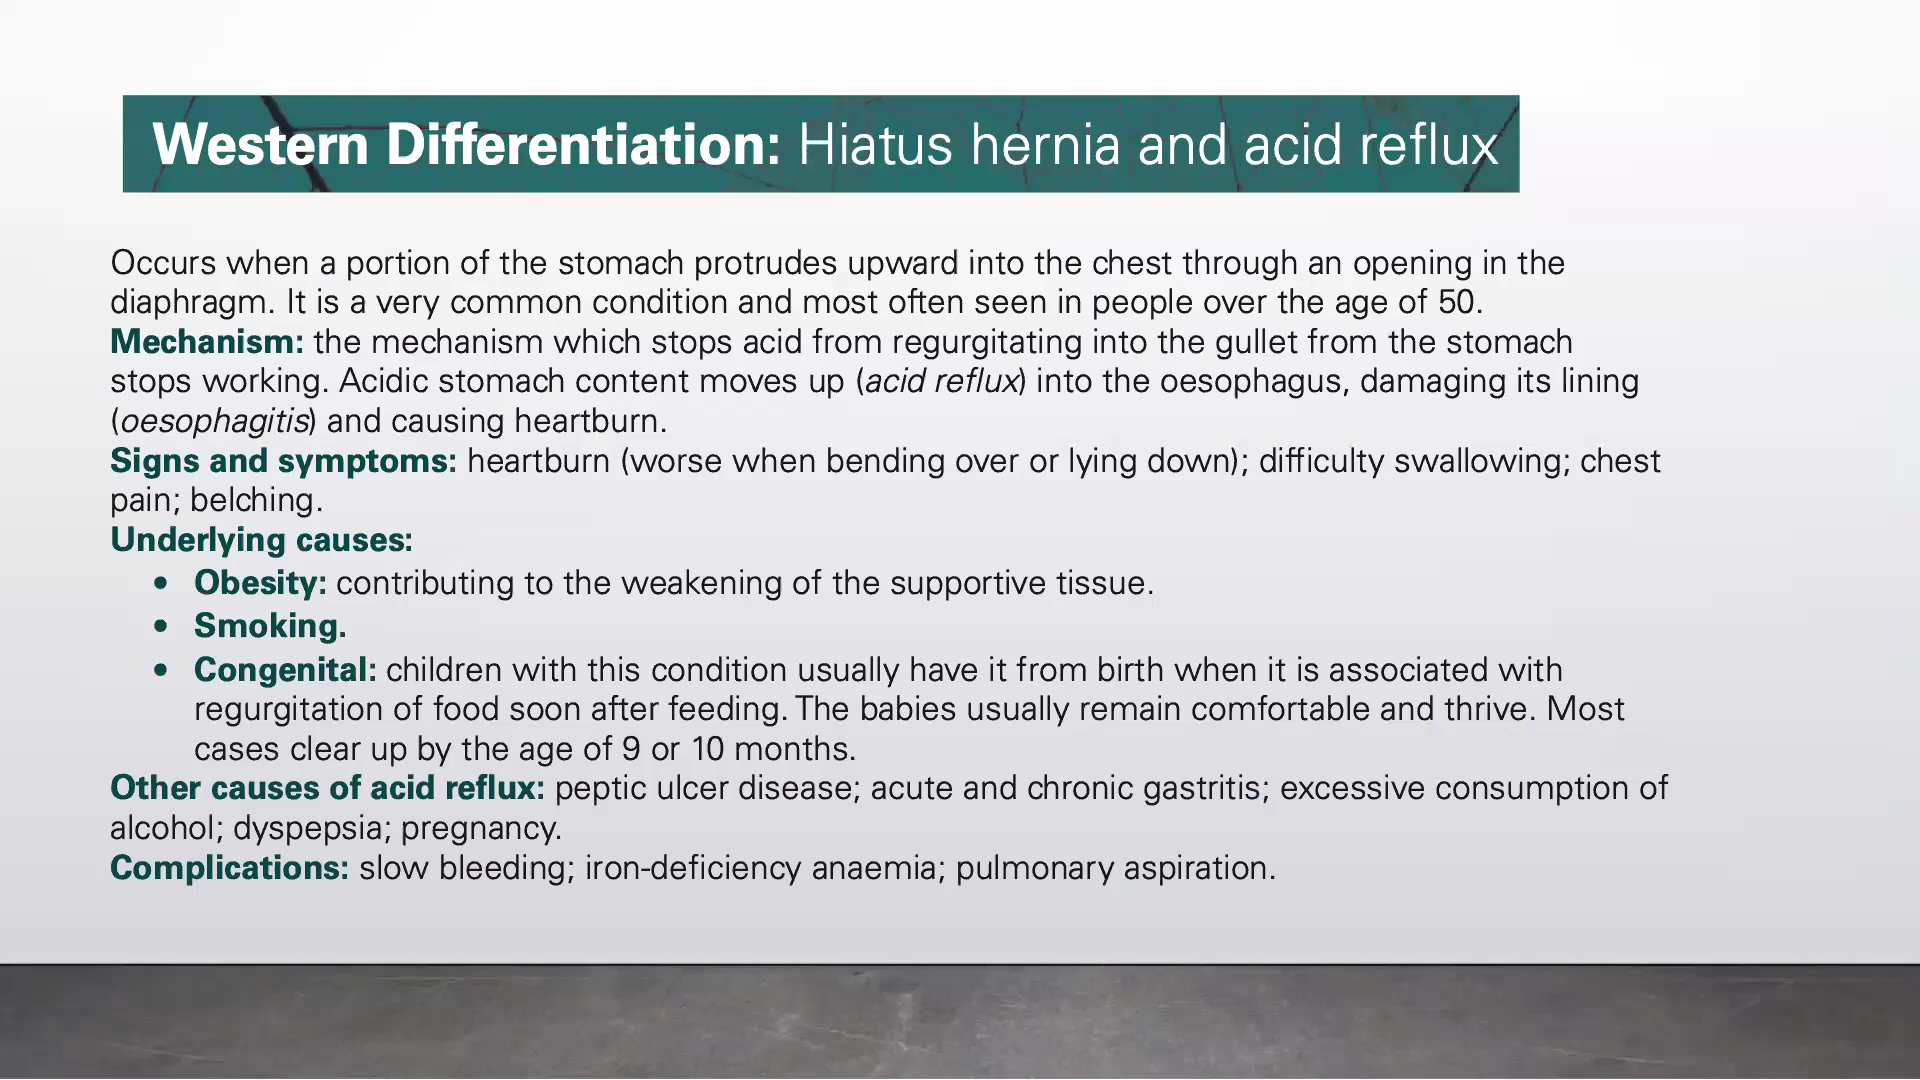 Western Differentiation: Hiatus hernia and acid reflux
Occurs when a portion of the stomach protrudes upward into the chest through an opening in the
diaphragm. It is a very common condition and most often seen in people over the age of 50.
Mechanism: the mechanism which stops acid from regurgitating into the gullet from the stomach
stops working. Acidic stomach content moves up (acid reflux) into the oesophagus, damaging its lining
(oesophagitis) and causing heartburn.
Signs and symptoms: heartburn (worse when bending over or lying down); difficulty swallowing; chest
pain; belching.
Underlying causes:
• Obesity: contributing to the weakening of the supportive tissue.
• Smoking.
• Congenital: children with this condition usually have it from birth when it is associated with
regurgitation of food soon after feeding. The babies usually remain comfortable and thrive. Most
cases clear up by the age of 9 or 10 months.
Other causes of acid reflux: peptic ulcer disease; acute and chronic gastritis; excessive consumption of
alcohol; dyspepsia; pregnancy.
Complications: slow bleeding; iron-deficiency anaemia; pulmonary aspiration.